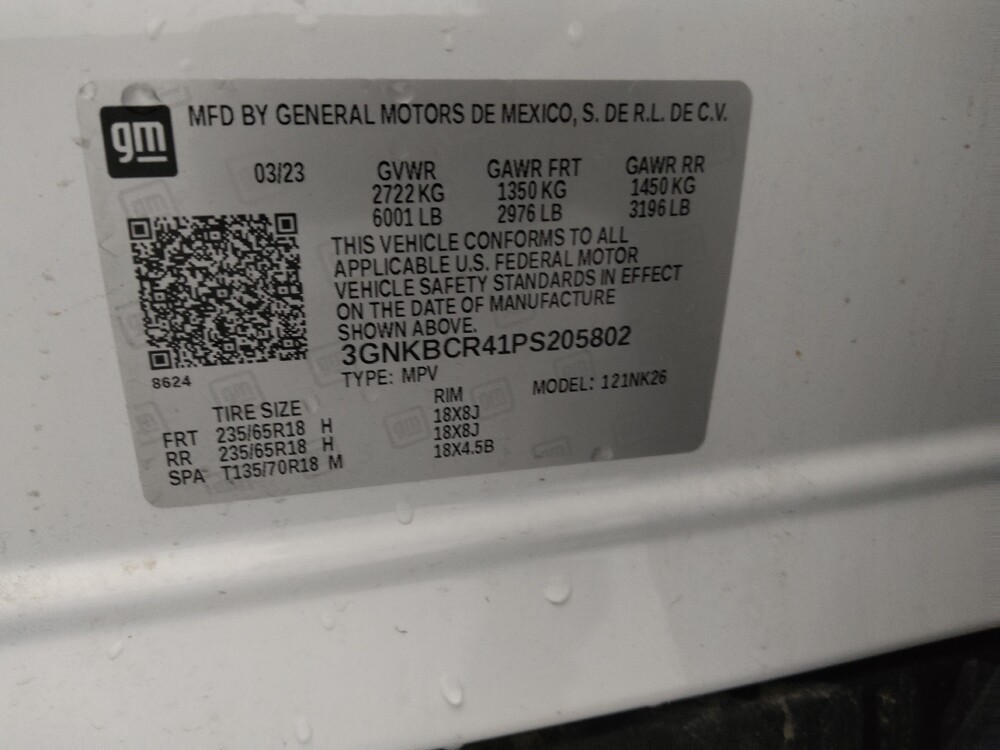 gm
MFD BY GENERAL MOTORS DE MEXICO, S. DE R.L. DE C.V.
03/23 GVWR GAWR FRT GAWR RR
2722 KG 1350 KG 1450 KG
6001 LB 2976 LB 3196 LB
THIS VEHICLE CONFORMS TO ALL
APPLICABLE U.S. FEDERAL MOTOR
VEHICLE SAFETY STANDARDS IN EFFECT
ON THE DATE OF MANUFACTURE
SHOWN ABOVE.
3GNKBCR41PS205802
8624
TYPE: MPV MODEL: 121NK26
TIRE SIZE RIM
FRT 235/65R18 H 18X8J
RR 235/65R18 H 18X8J
SPA T135/70R18 M 18X4.5B